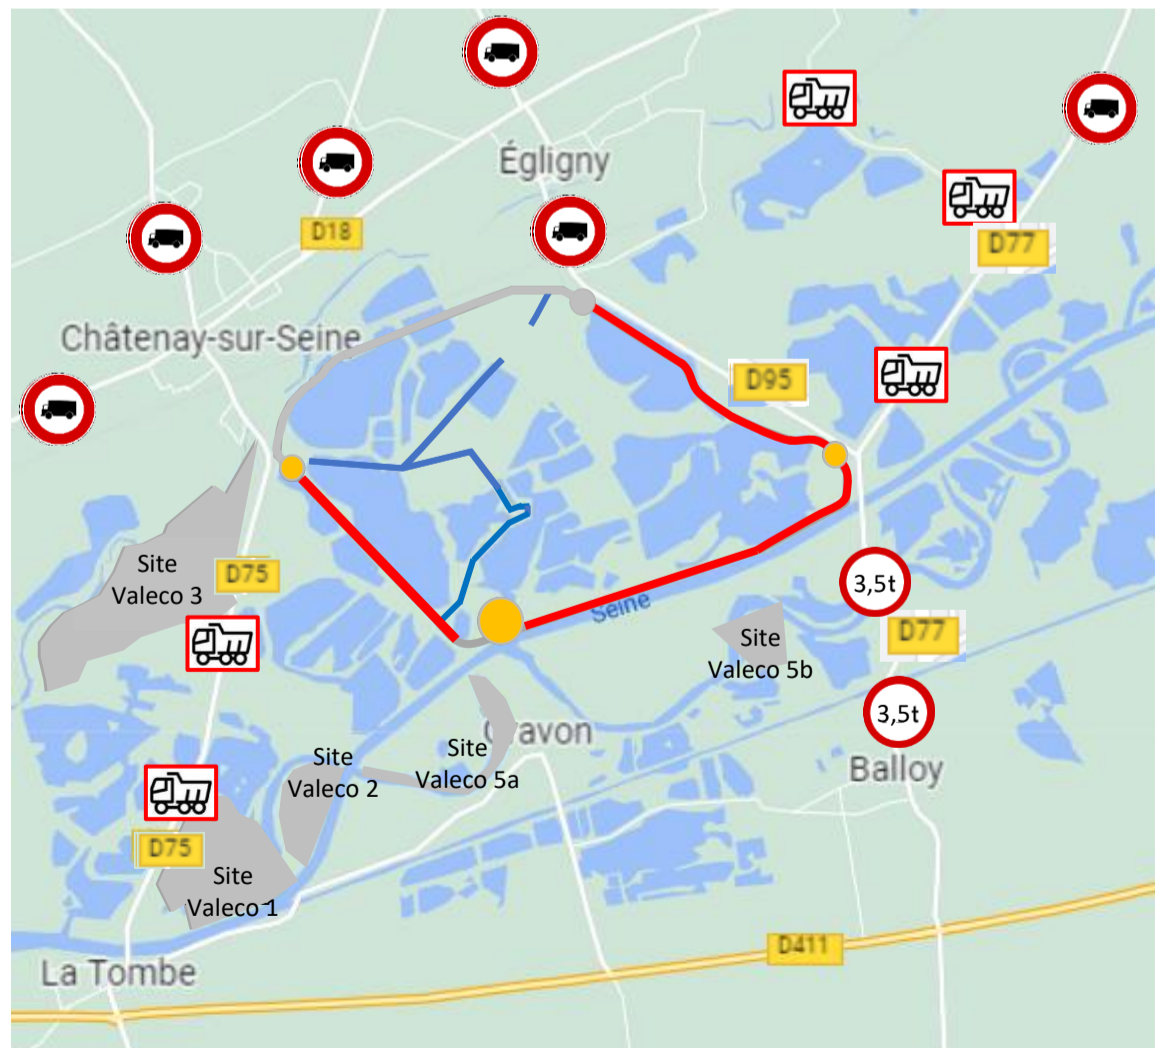 Égligny
D18
D77
Châtenay-sur-Seine
D95
Site
Valeco 3
D75
3,5t
Seine
D77
Site
Valeco 5b
3,5t
Gravon
Site
Valeco 5a
Site
Valeco 2
Balloy
D75
Site
Valeco 1
D411
La Tombe